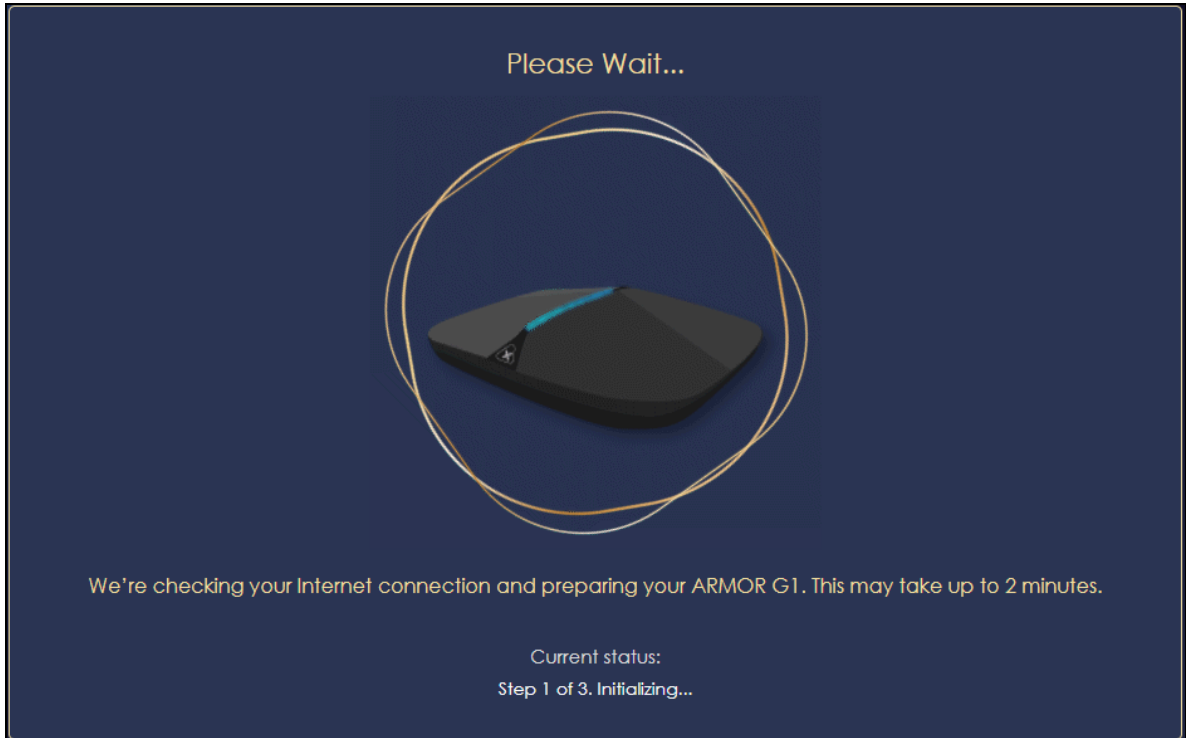 Please Wait...
We're checking your Internet connection and preparing your ARMOR G1. This may take up to 2 minutes.
Current status:
Step 1 of 3. Initializing...